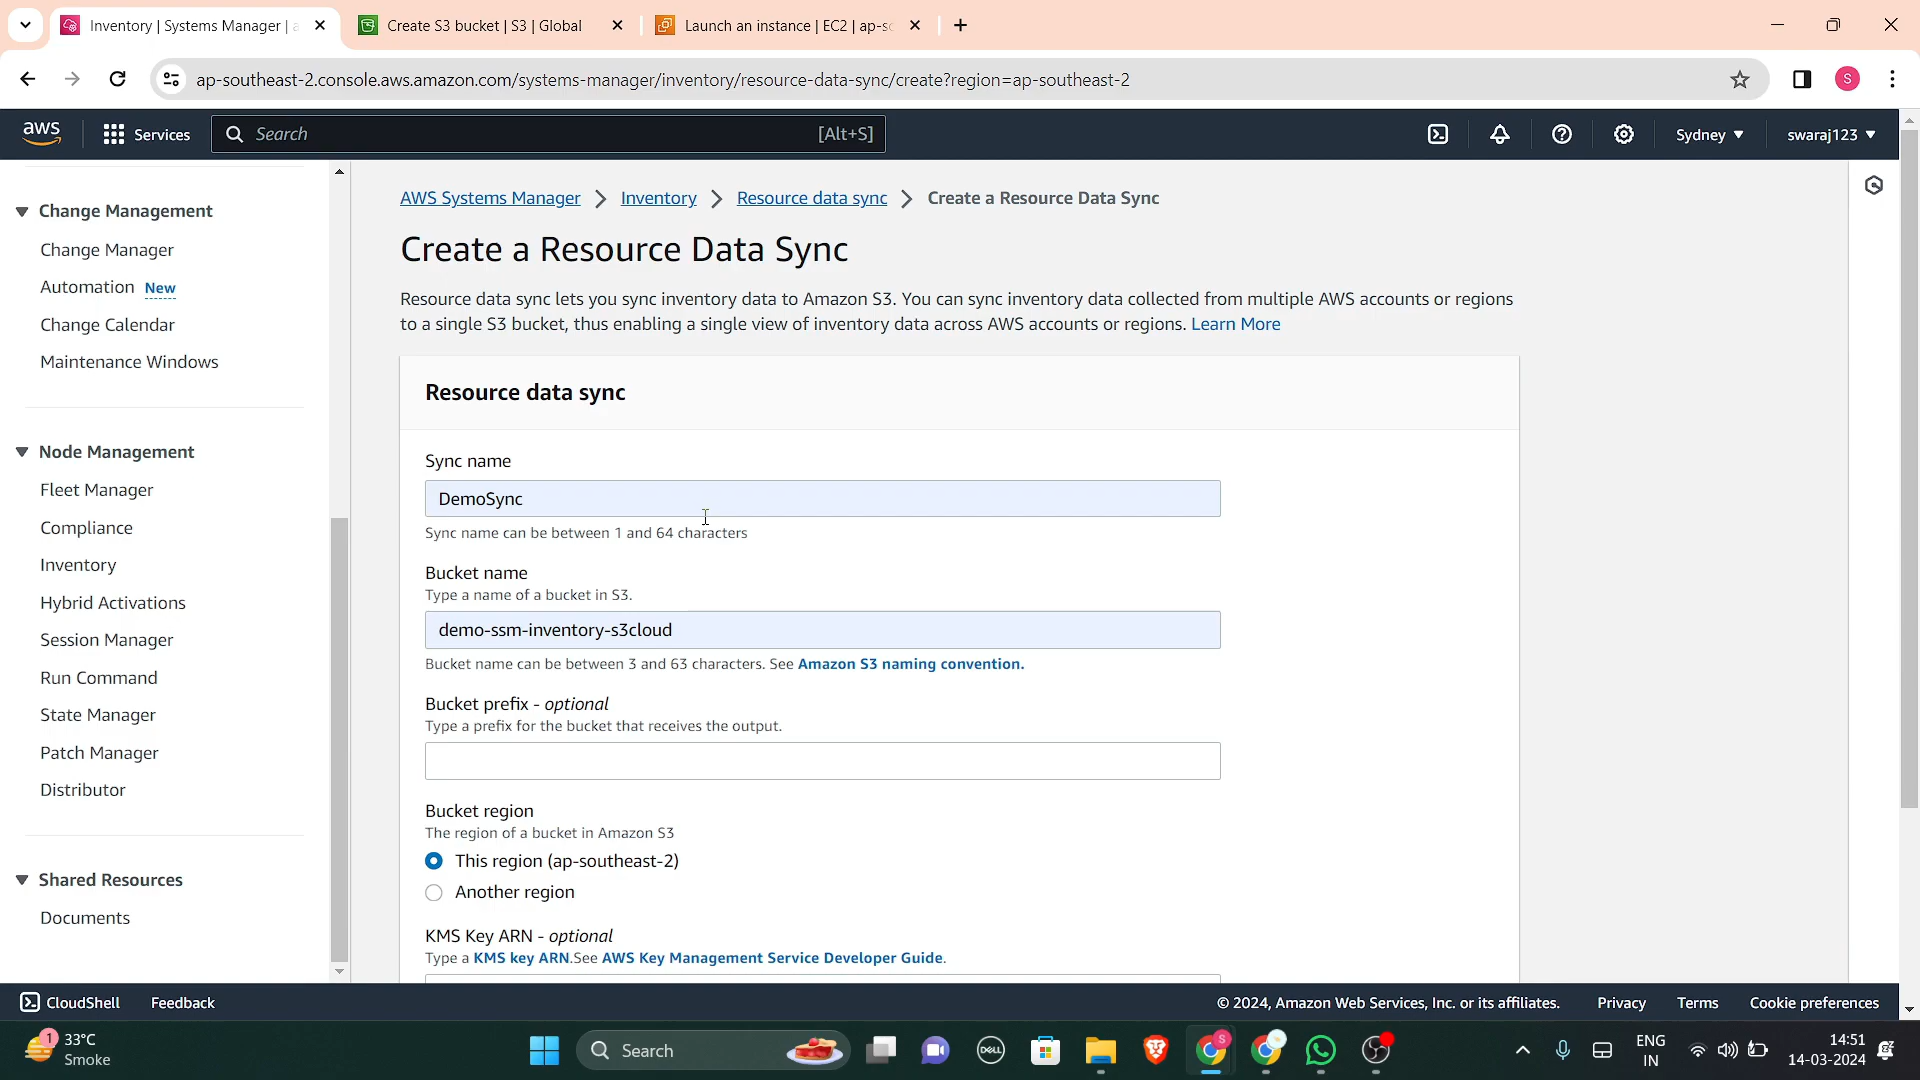 Inventory | Systems Manager | a
Create S3 bucket | S3 | Global
Launch an instance | EC2 | ap-sc
ap-southeast-2.console.aws.amazon.com/systems-manager/inventory/resource-data-sync/create?region=ap-southeast-2
S
aws
Services
Search
[Alt+S]
Sydney
swaraj123
Change Management
Change Manager
Automation New
Change Calendar
Maintenance Windows
Node Management
Fleet Manager
Compliance
Inventory
Hybrid Activations
Session Manager
Run Command
State Manager
Patch Manager
Distributor
Shared Resources
Documents
AWS Systems Manager > Inventory > Resource data sync > Create a Resource Data Sync
Create a Resource Data Sync
Resource data sync lets you sync inventory data to Amazon S3. You can sync inventory data collected from multiple AWS accounts or regions
to a single S3 bucket, thus enabling a single view of inventory data across AWS accounts or regions. Learn More
Resource data sync
Sync name
DemoSync
Sync name can be between 1 and 64 characters
Bucket name
Type a name of a bucket in S3.
demo-ssm-inventory-s3cloud
Bucket name can be between 3 and 63 characters. See Amazon S3 naming convention.
Bucket prefix - optional
Type a prefix for the bucket that receives the output.
Bucket region
The region of a bucket in Amazon S3
This region (ap-southeast-2)
Another region
KMS Key ARN - optional
Type a KMS key ARN.See AWS Key Management Service Developer Guide.
CloudShell
Feedback
© 2024, Amazon Web Services, Inc. or its affiliates.
Privacy
Terms
Cookie preferences
1
33°C
Smoke
Search
DELL
S
ENG
IN
14:51
14-03-2024